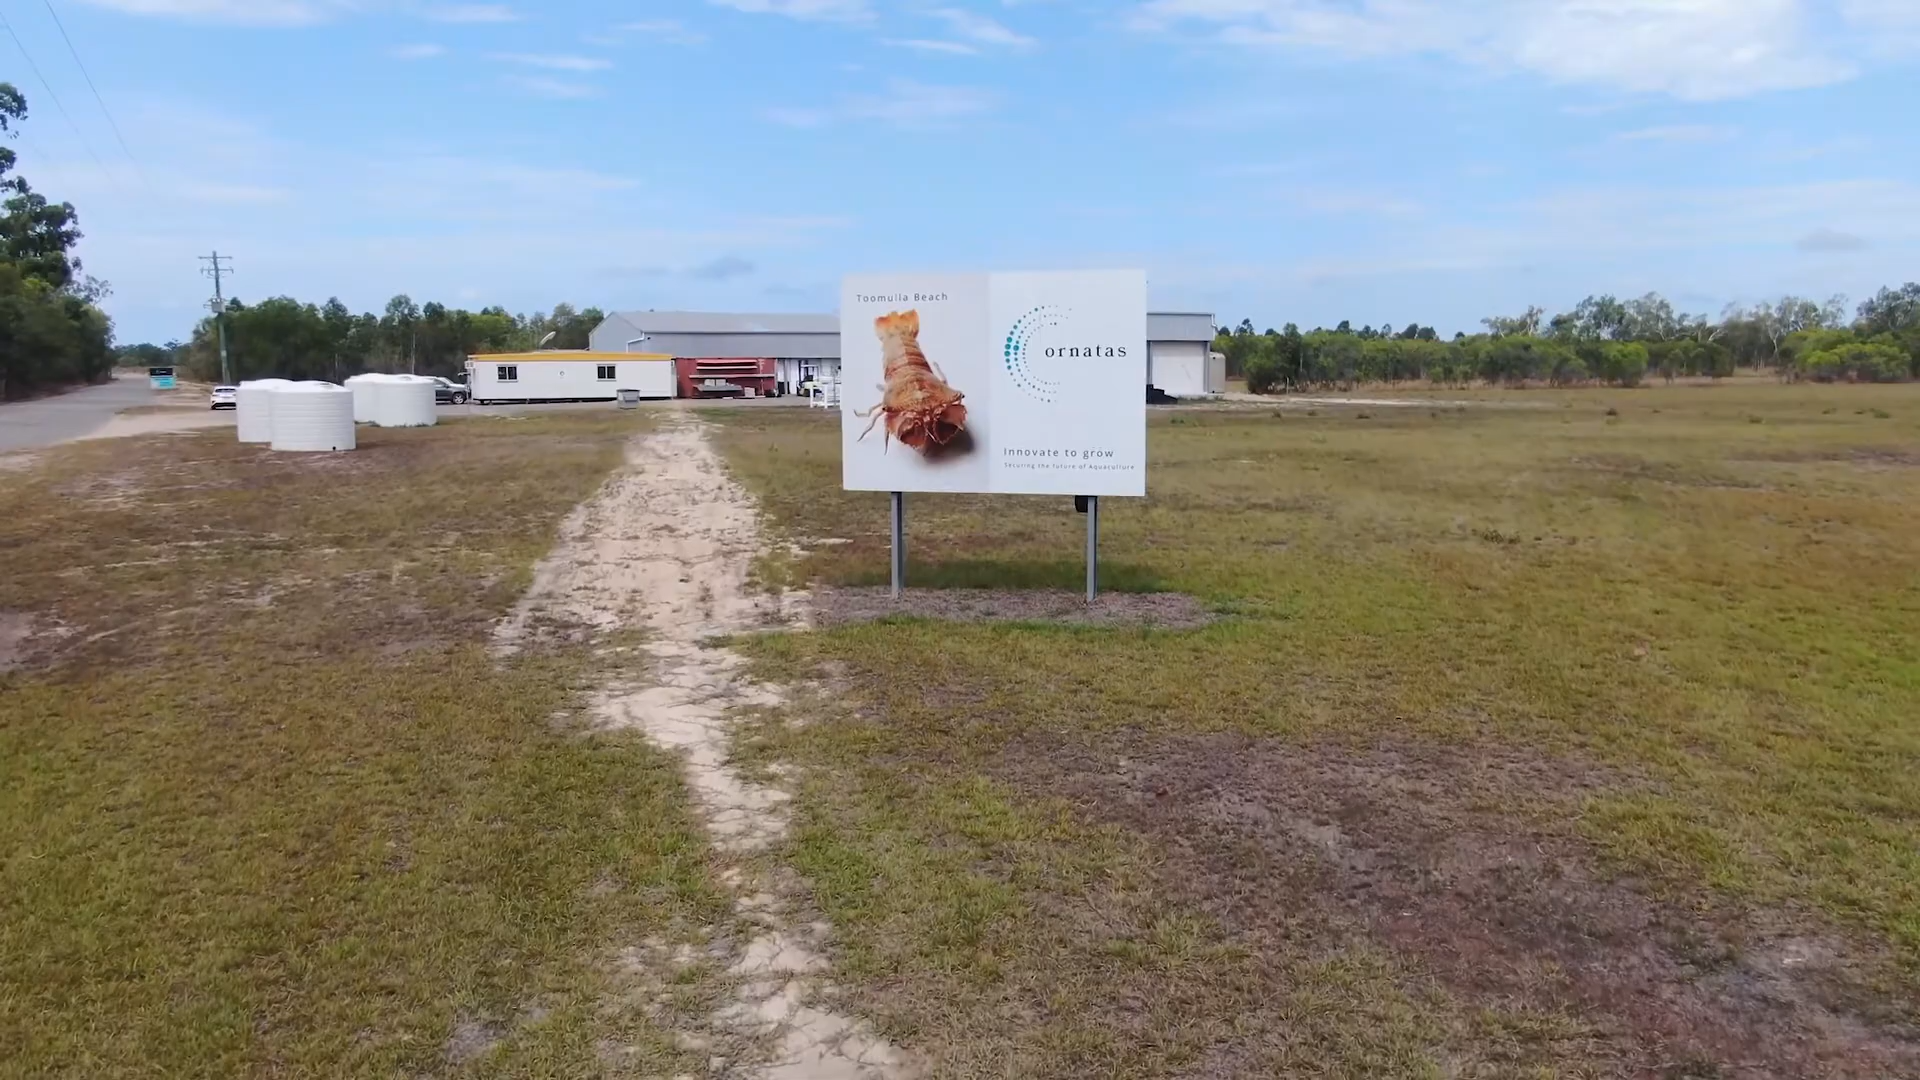 Toomulla Beach
ornatas
Innovate to grow
Securing the future of Aquaculture